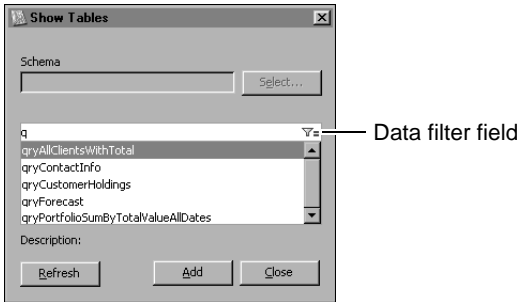 Show Tables
Schema
Select...
q
Data filter field
qryAllClientsWithTotal
qryContactInfo
qryCustomerHoldings
qryForecast
qryPortfolioSumByTotalValueAllDates
Description:
Refresh Add Close